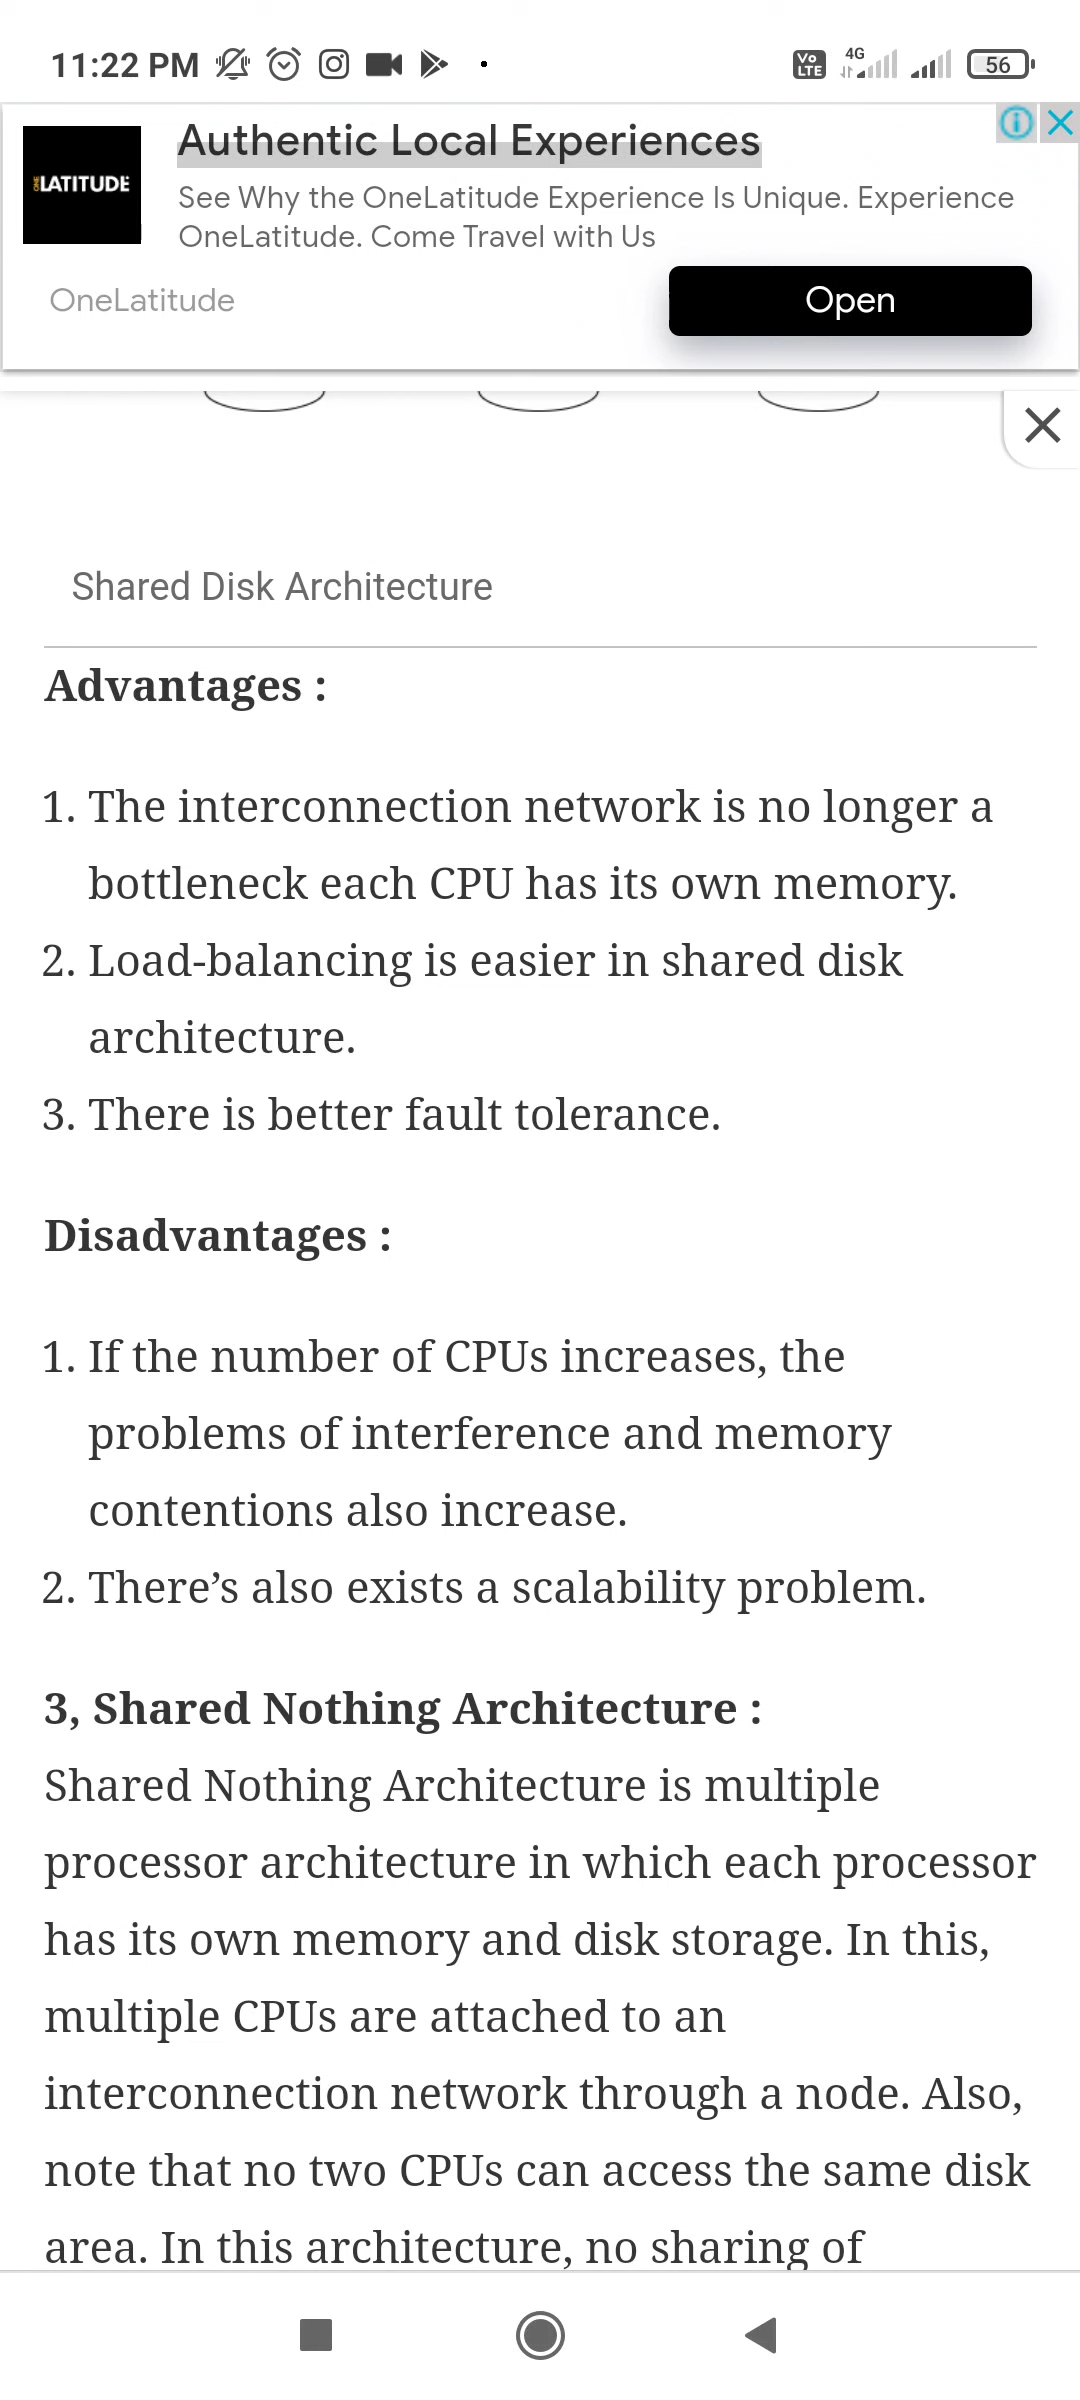 11:22 PM
Vo LTE 4G 56
Authentic Local Experiences
ONE LATITUDE
See Why the OneLatitude Experience Is Unique. Experience
OneLatitude. Come Travel with Us
OneLatitude
Open
Shared Disk Architecture
Advantages :
1. The interconnection network is no longer a
bottleneck each CPU has its own memory.
2. Load-balancing is easier in shared disk
architecture.
3. There is better fault tolerance.
Disadvantages :
1. If the number of CPUs increases, the
problems of interference and memory
contentions also increase.
2. There’s also exists a scalability problem.
3, Shared Nothing Architecture :
Shared Nothing Architecture is multiple
processor architecture in which each processor
has its own memory and disk storage. In this,
multiple CPUs are attached to an
interconnection network through a node. Also,
note that no two CPUs can access the same disk
area. In this architecture, no sharing of